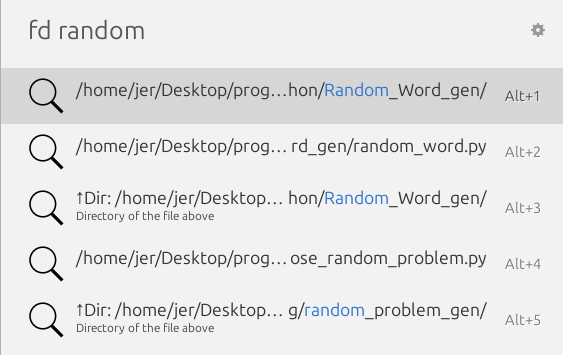 fd random
/home/jer/Desktop/prog...hon/Random_Word_gen/ Alt+1
/home/jer/Desktop/prog... rd_gen/random_word.py Alt+2
↑Dir: /home/jer/Desktop... hon/Random_Word_gen/ Alt+3
Directory of the file above
/home/jer/Desktop/prog... ose_random_problem.py Alt+4
↑Dir: /home/jer/Desktop... g/random_problem_gen/ Alt+5
Directory of the file above